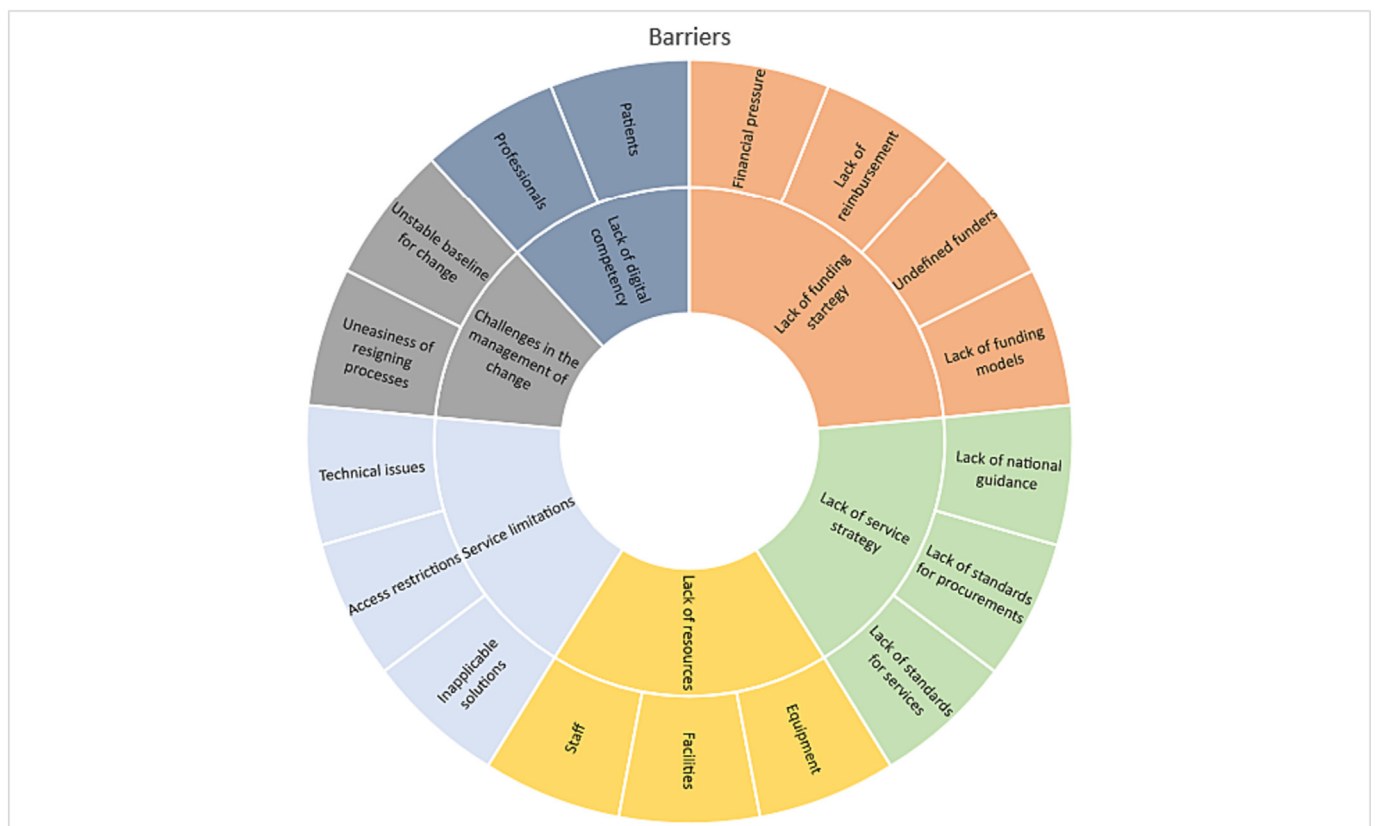 Barriers
Financial pressure
Lack of
reimbursement
Undefined funders
Lack of funding
models
Lack of funding
startegy
Lack of national
guidance
Lack of standards
for procurements
Lack of standards
for services
Lack of service
strategy
Equipment
Facilities
Staff
Lack of resources
Inapplicable
solutions
Access restrictions
Technical issues
Service limitations
Uneasiness of
resigning
processes
Unstable baseline
for change
Challenges in the
management of
change
Professionals
Patients
Lack of digital
competency